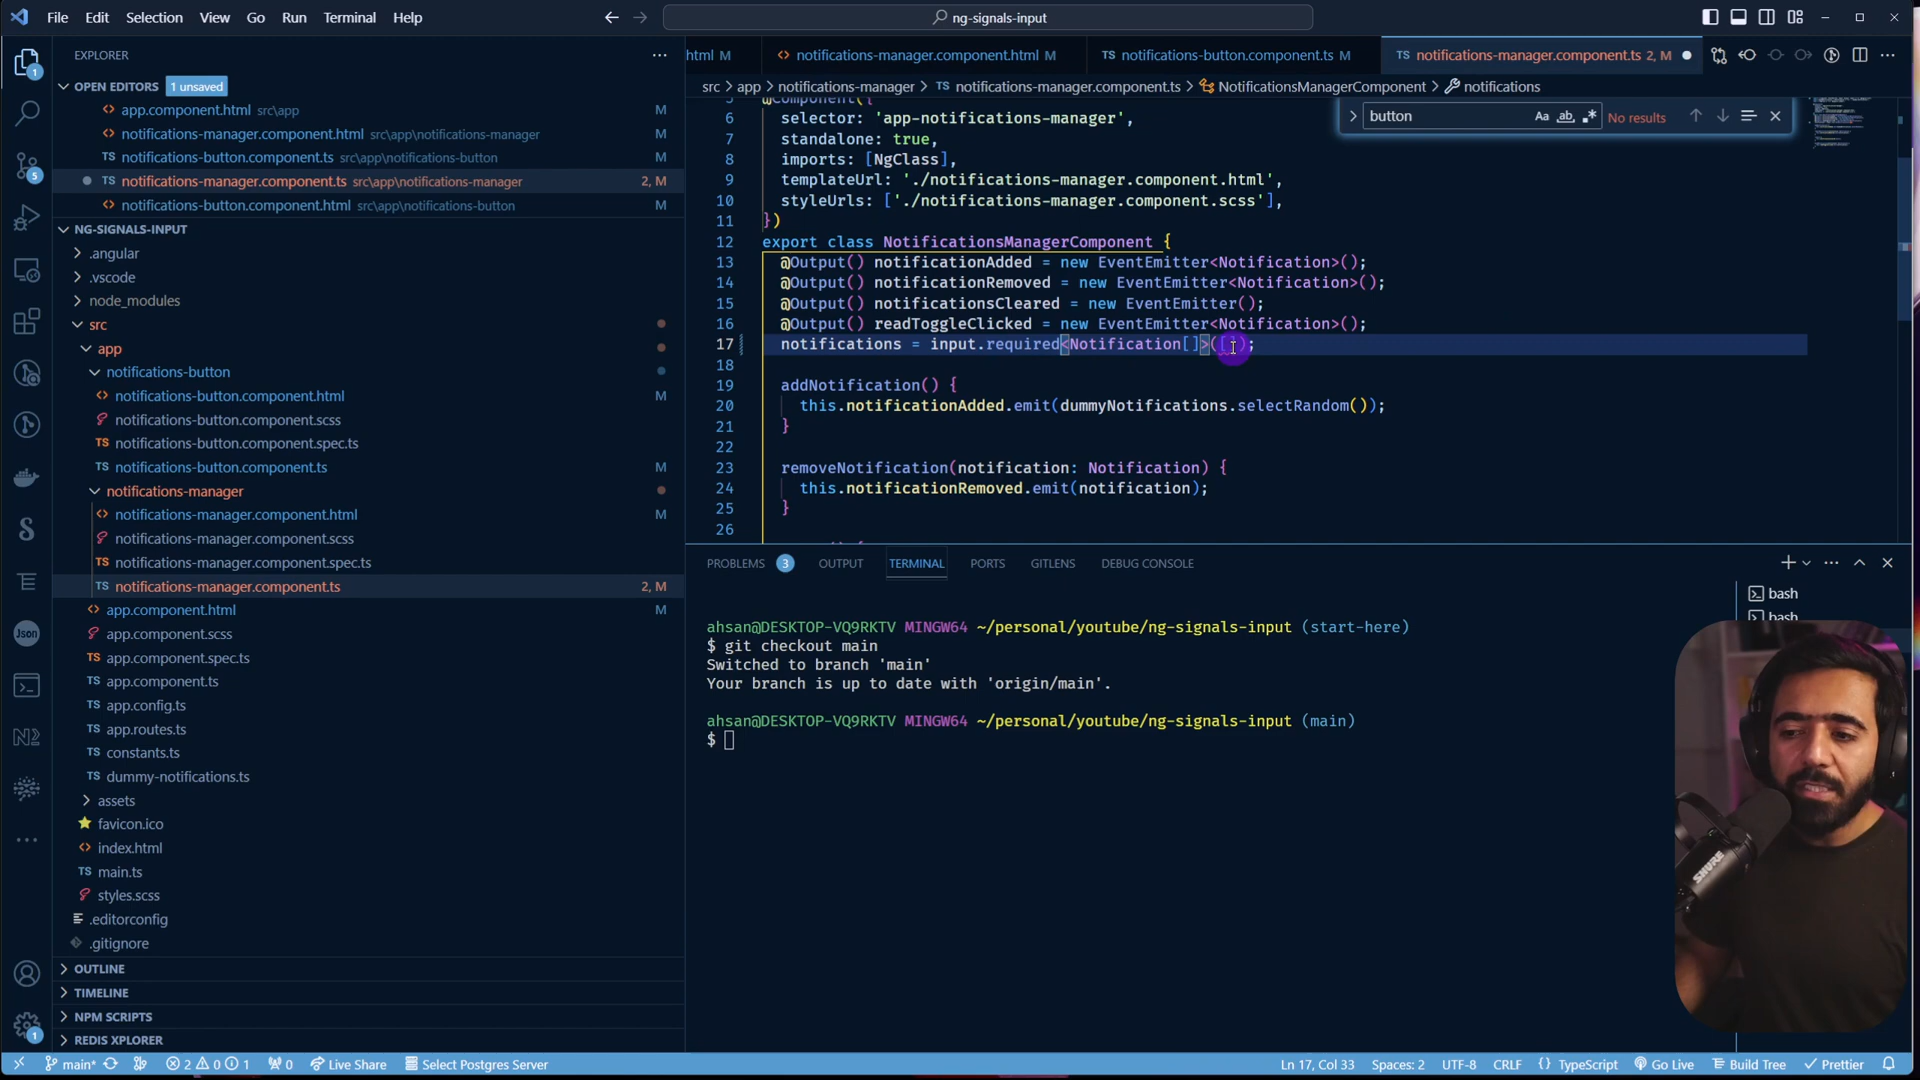 File Edit Selection View Go Run Terminal Help
ng-signals-input
EXPLORER
OPEN EDITORS 1 unsaved
app.component.html src\app M
notifications-manager.component.html src\app\notifications-manager M
notifications-button.component.ts src\app\notifications-button M
notifications-manager.component.ts src\app\notifications-manager 2, M
notifications-button.component.html src\app\notifications-button M
NG-SIGNALS-INPUT
.angular
.vscode
node_modules
src
app
notifications-button
notifications-button.component.html M
notifications-button.component.scss
notifications-button.component.spec.ts
notifications-button.component.ts M
notifications-manager
notifications-manager.component.html M
notifications-manager.component.scss
notifications-manager.component.spec.ts
notifications-manager.component.ts 2, M
app.component.html M
app.component.scss
app.component.spec.ts
app.component.ts
app.config.ts
app.routes.ts
constants.ts
dummy-notifications.ts
assets
favicon.ico
index.html
main.ts
styles.scss
.editorconfig
.gitignore
OUTLINE
TIMELINE
NPM SCRIPTS
REDIS XPLORER
html M notifications-manager.component.html M notifications-button.component.ts M notifications-manager.component.ts 2, M
src > app > notifications-manager > notifications-manager.component.ts > NotificationsManagerComponent > notifications
button No results
@Component({
6 selector: 'app-notifications-manager',
7 standalone: true,
8 imports: [NgClass],
9 templateUrl: './notifications-manager.component.html',
10 styleUrls: ['./notifications-manager.component.scss'],
11 })
12 export class NotificationsManagerComponent {
13 @Output() notificationAdded = new EventEmitter<Notification>();
14 @Output() notificationRemoved = new EventEmitter<Notification>();
15 @Output() notificationsCleared = new EventEmitter();
16 @Output() readToggleClicked = new EventEmitter<Notification>();
17 notifications = input.required<Notification[]>([]);
18
19 addNotification() {
20 this.notificationAdded.emit(dummyNotifications.selectRandom());
21 }
22
23 removeNotification(notification: Notification) {
24 this.notificationRemoved.emit(notification);
25 }
26
PROBLEMS 3 OUTPUT TERMINAL PORTS GITLENS DEBUG CONSOLE
ahsan@DESKTOP-VQ9RKTV MINGW64 ~/personal/youtube/ng-signals-input (start-here)
$ git checkout main
Switched to branch 'main'
Your branch is up to date with 'origin/main'.
ahsan@DESKTOP-VQ9RKTV MINGW64 ~/personal/youtube/ng-signals-input (main)
$
bash
bash
main* 2 0 1 0 Live Share Select Postgres Server Ln 17, Col 33 Spaces: 2 UTF-8 CRLF TypeScript Go Live Build Tree Prettier